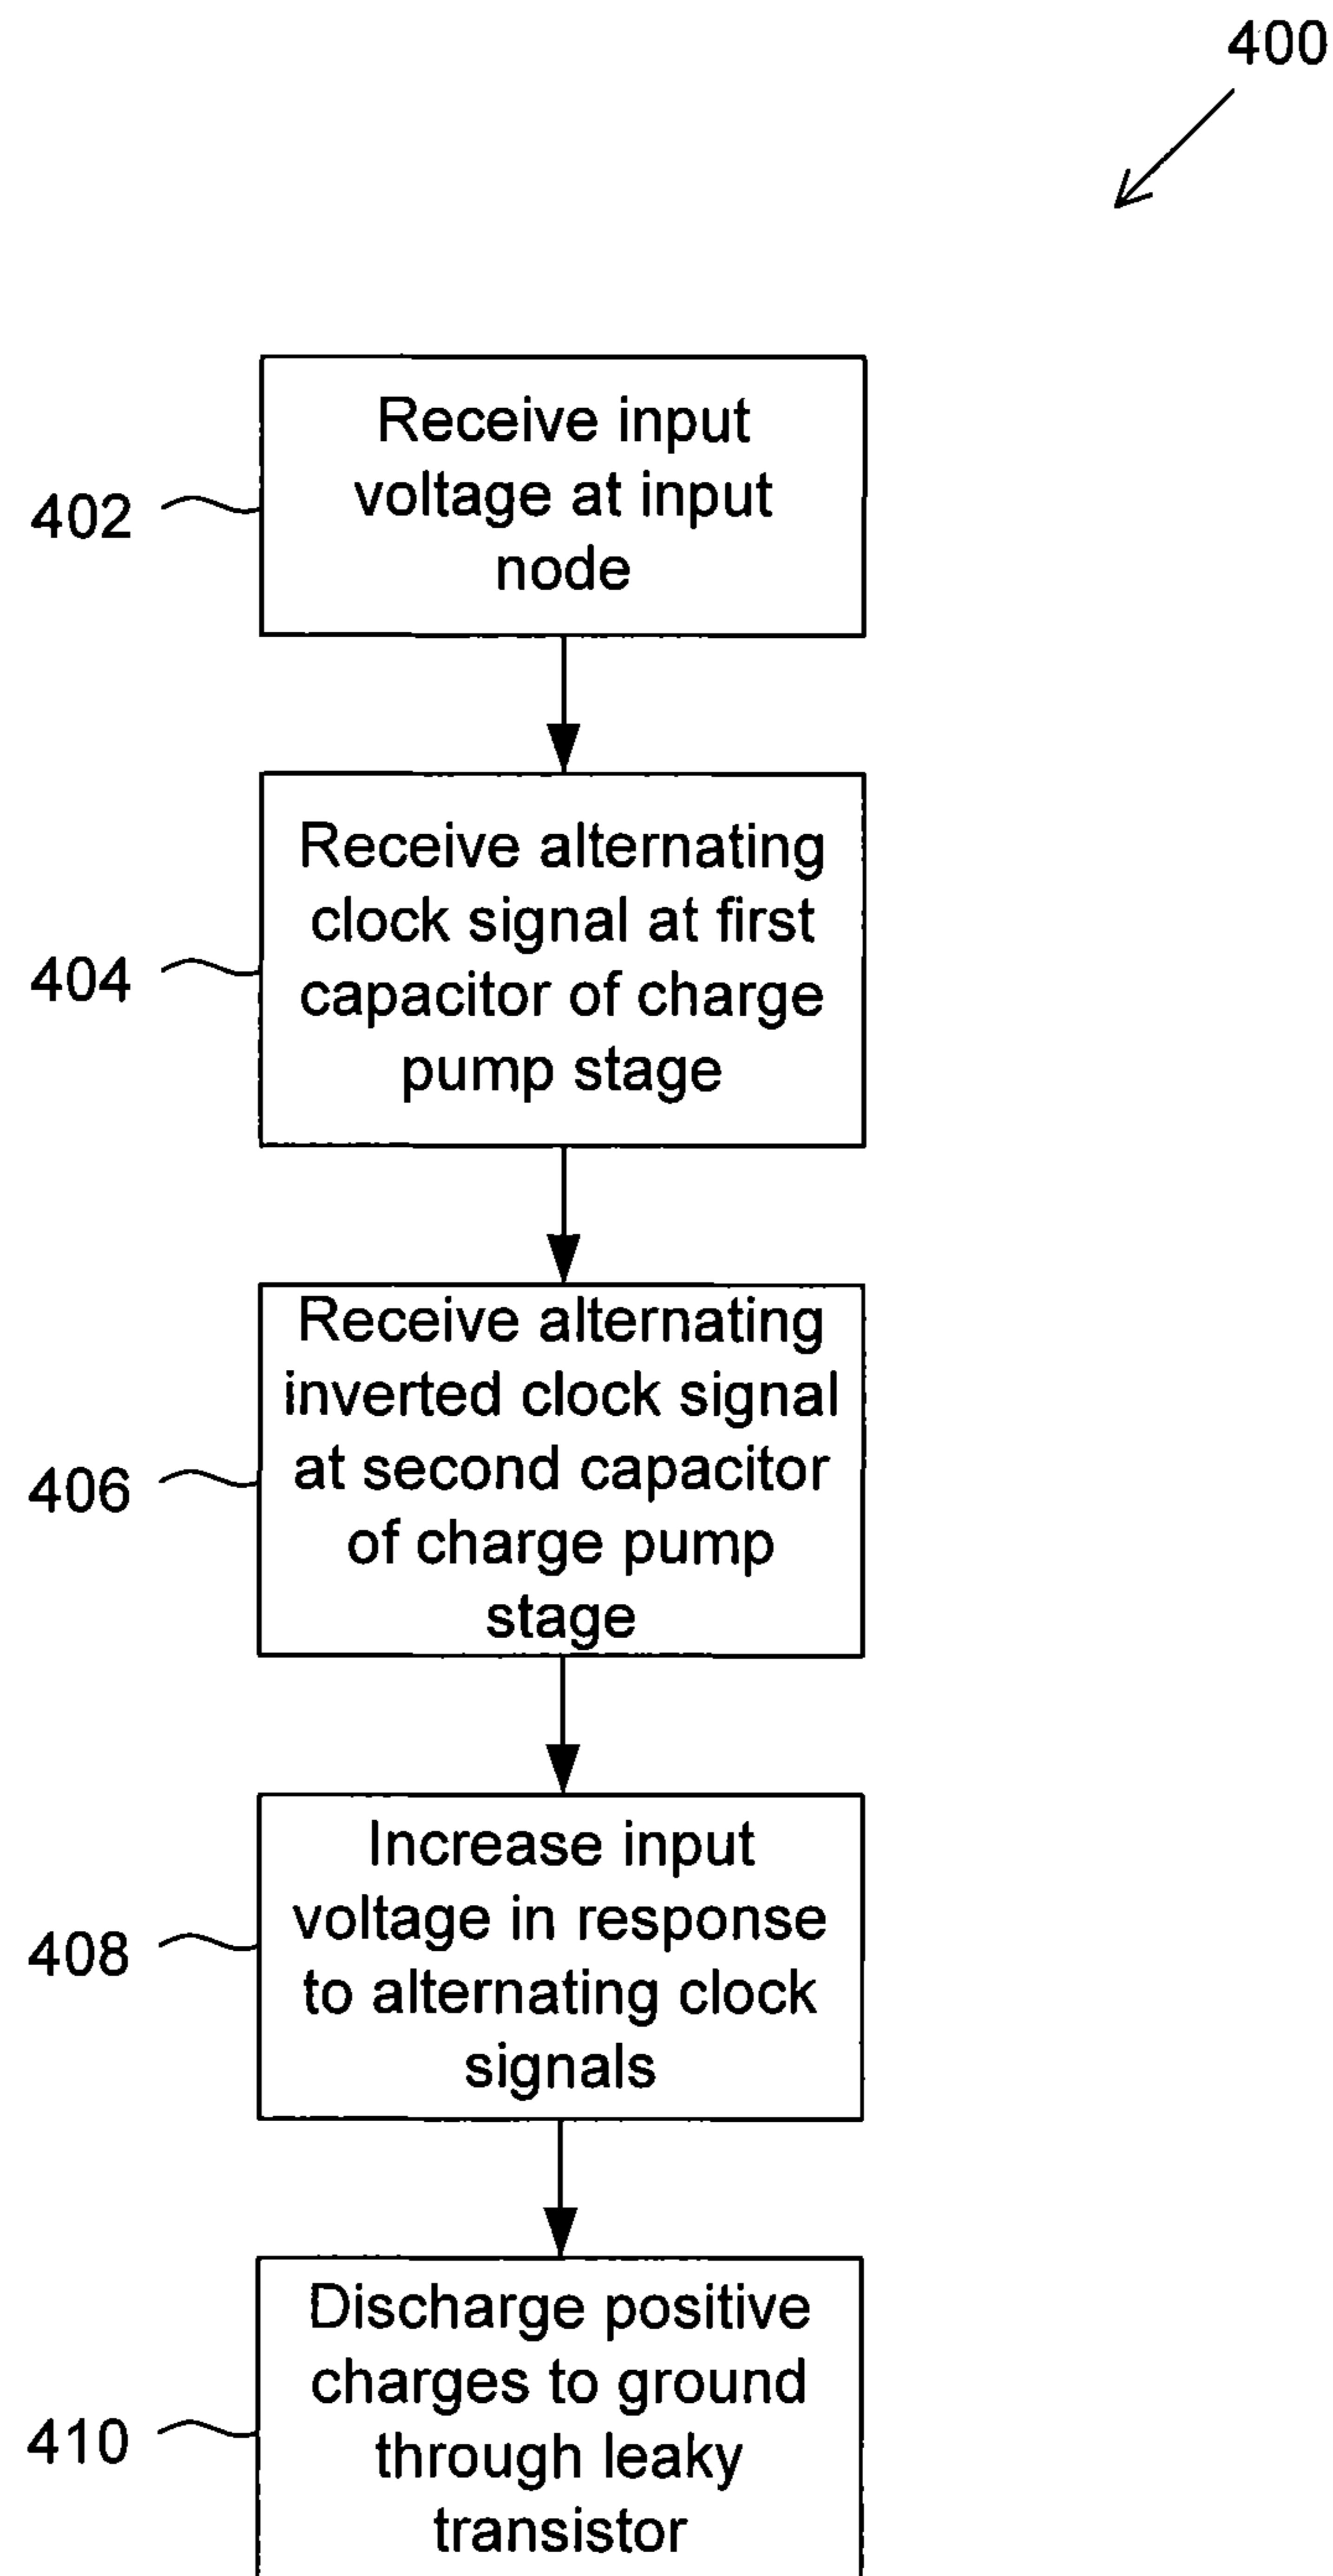 400
402
Receive input
voltage at input
node
404
Receive alternating
clock signal at first
capacitor of charge
pump stage
406
Receive alternating
inverted clock signal
at second capacitor
of charge pump
stage
408
Increase input
voltage in response
to alternating clock
signals
410
Discharge positive
charges to ground
through leaky
transistor